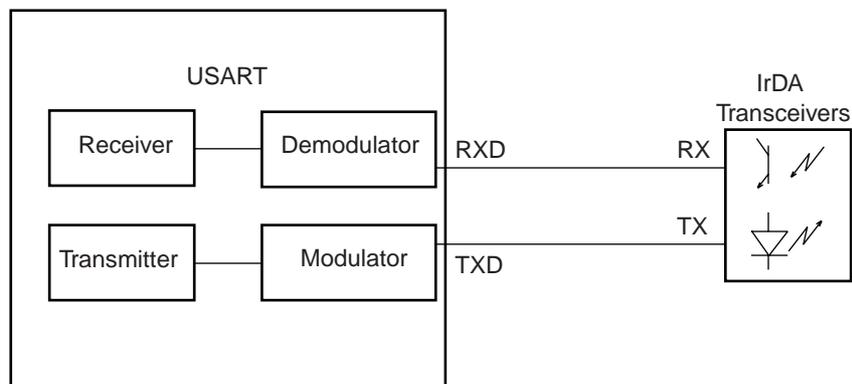 USART
IrDA
Transceivers
Receiver
Demodulator
RXD
RX
Transmitter
Modulator
TXD
TX